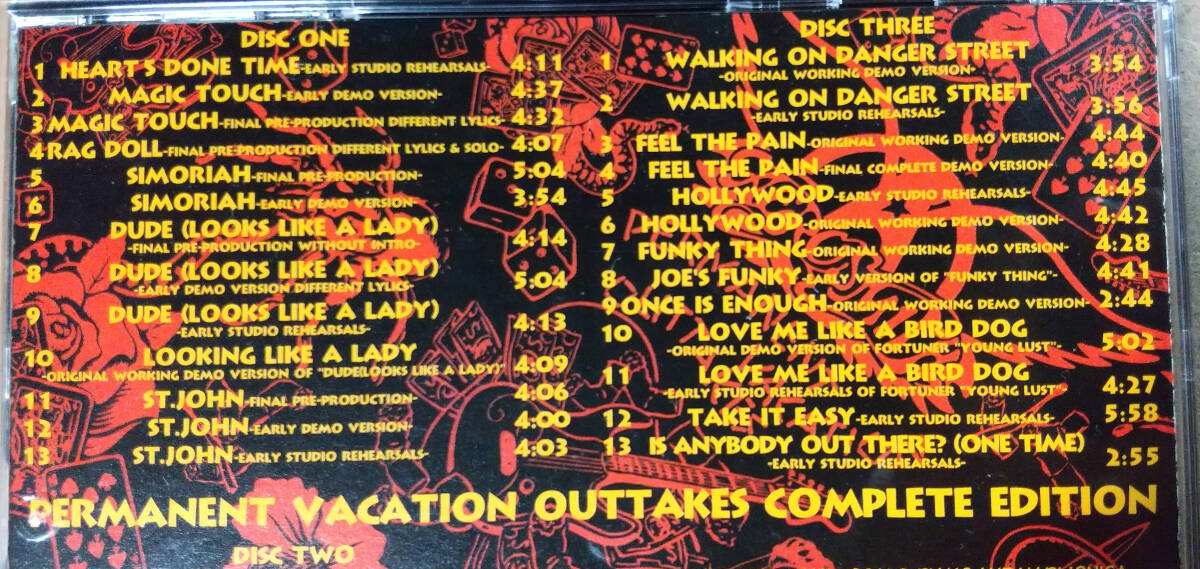 DISC ONE
1 HEART'S DONE TIME-EARLY STUDIO REHEARSALS- 4:11
2 MAGIC TOUCH-EARLY DEMO VERSION- 4:37
3 MAGIC TOUCH-FINAL PRE-PRODUCTION DIFFERENT LYLICS- 4:32
4 RAG DOLL-FINAL PRE-PRODUCTION DIFFERENT LYLICS & SOLO- 4:07
5 SIMORIAH-FINAL PRE-PRODUCTION- 5:04
6 SIMORIAH-EARLY DEMO VERSION- 3:54
7 DUDE (LOOKS LIKE A LADY)
-FINAL PRE-PRODUCTION WITHOUT INTRO- 4:14
8 DUDE (LOOKS LIKE A LADY)
-EARLY DEMO VERSION DIFFERENT LYLICS- 5:04
9 DUDE (LOOKS LIKE A LADY)
-EARLY STUDIO REHEARSALS- 4:13
10 LOOKING LIKE A LADY
-ORIGINAL WORKING DEMO VERSION OF "DUDE(LOOKS LIKE A LADY)" 4:09
11 ST.JOHN-FINAL PRE-PRODUCTION- 4:06
12 ST.JOHN-EARLY DEMO VERSION- 4:00
13 ST.JOHN-EARLY STUDIO REHEARSALS- 4:03
DISC THREE
1 WALKING ON DANGER STREET
-ORIGINAL WORKING DEMO VERSION- 3:54
2 WALKING ON DANGER STREET
-EARLY STUDIO REHEARSALS- 3:56
3 FEEL THE PAIN-ORIGINAL WORKING DEMO VERSION- 4:44
4 FEEL THE PAIN-FINAL COMPLETE DEMO VERSION- 4:40
5 HOLLYWOOD-EARLY STUDIO REHEARSALS- 4:45
6 HOLLYWOOD-ORIGINAL WORKING DEMO VERSION- 4:42
7 FUNKY THING-ORIGINAL WORKING DEMO VERSION- 4:28
8 JOE'S FUNKY-EARLY VERSION OF "FUNKY THING"- 4:41
9 ONCE IS ENOUGH-ORIGINAL WORKING DEMO VERSION- 2:44
10 LOVE ME LIKE A BIRD DOG
-ORIGINAL DEMO VERSION OF FORTUNER "YOUNG LUST"- 5:02
11 LOVE ME LIKE A BIRD DOG
-EARLY STUDIO REHEARSALS OF FORTUNER "YOUNG LUST"- 4:27
12 TAKE IT EASY-EARLY STUDIO REHEARSALS- 5:58
13 IS ANYBODY OUT THERE? (ONE TIME)
-EARLY STUDIO REHEARSALS- 2:55
PERMANENT VACATION OUTTAKES COMPLETE EDITION
DISC TWO